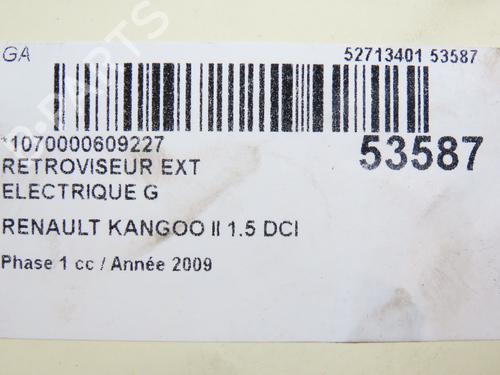 GA
52713401 53587
*1070000609227
53587
RETROVISEUR EXT
ELECTRIQUE G
RENAULT KANGOO II 1.5 DCI
Phase 1 cc / Année 2009